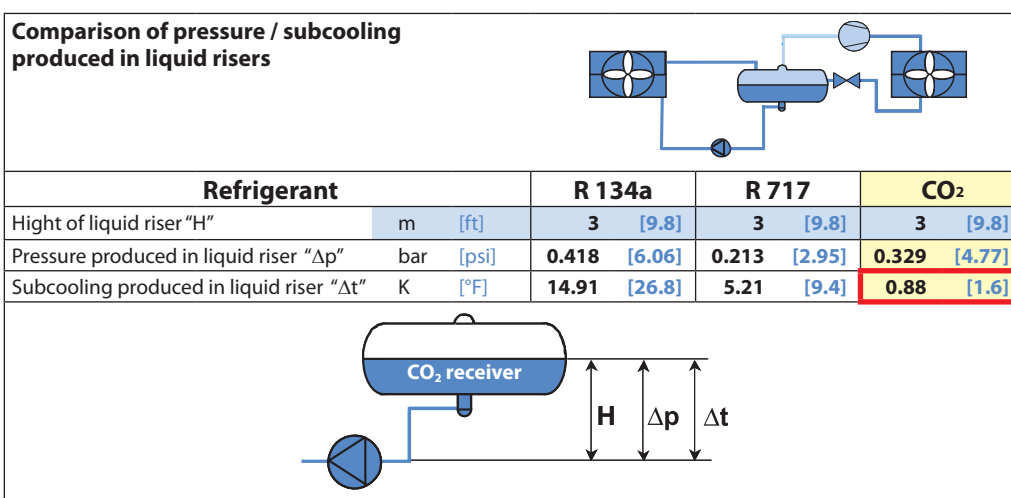 Comparison of pressure / subcooling
produced in liquid risers
Refrigerant R 134a R 717 CO2
Hight of liquid riser “H” m [ft] 3 [9.8] 3 [9.8] 3 [9.8]
Pressure produced in liquid riser “Δp” bar [psi] 0.418 [6.06] 0.213 [2.95] 0.329 [4.77]
Subcooling produced in liquid riser “Δt” K [°F] 14.91 [26.8] 5.21 [9.4] 0.88 [1.6]
CO2 receiver
H Δp Δt